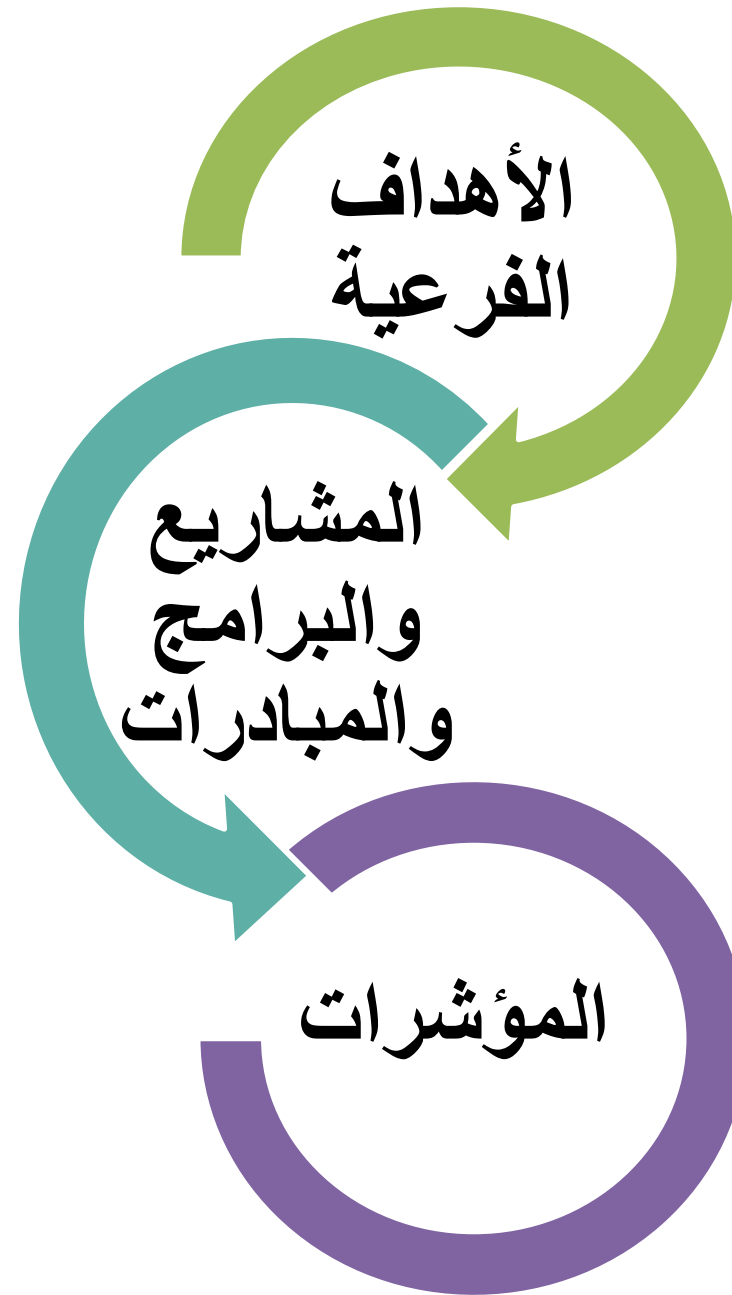 الأهداف
الفرعية
المشاريع
والبرامج
والمبادرات
المؤشرات